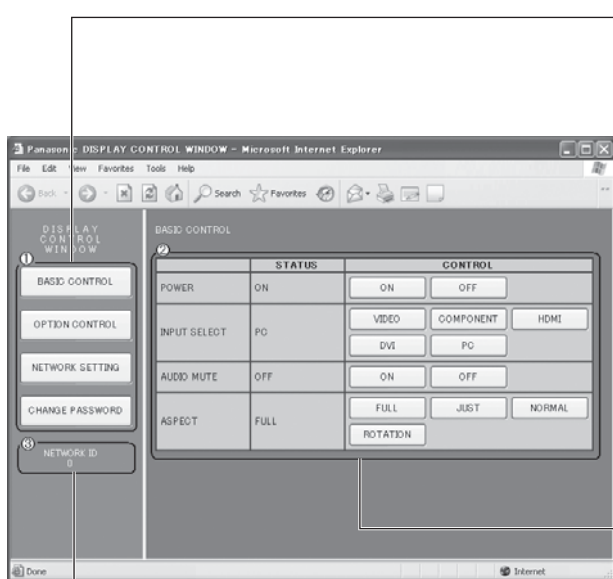 Panasonic DISPLAY CONTROL WINDOW - Microsoft Internet Explorer
File Edit View Favorites Tools Help
Back Search Favorites
DISPLAY
CONTROL
WINDOW
①
BASIC CONTROL
OPTION CONTROL
NETWORK SETTING
CHANGE PASSWORD
③
NETWORK ID
0
BASIC CONTROL
②
STATUS CONTROL
POWER ON ON OFF
INPUT SELECT PC VIDEO COMPONENT HDMI
DVI PC
AUDIO MUTE OFF ON OFF
ASPECT FULL FULL JUST NORMAL
ROTATION
Done Internet